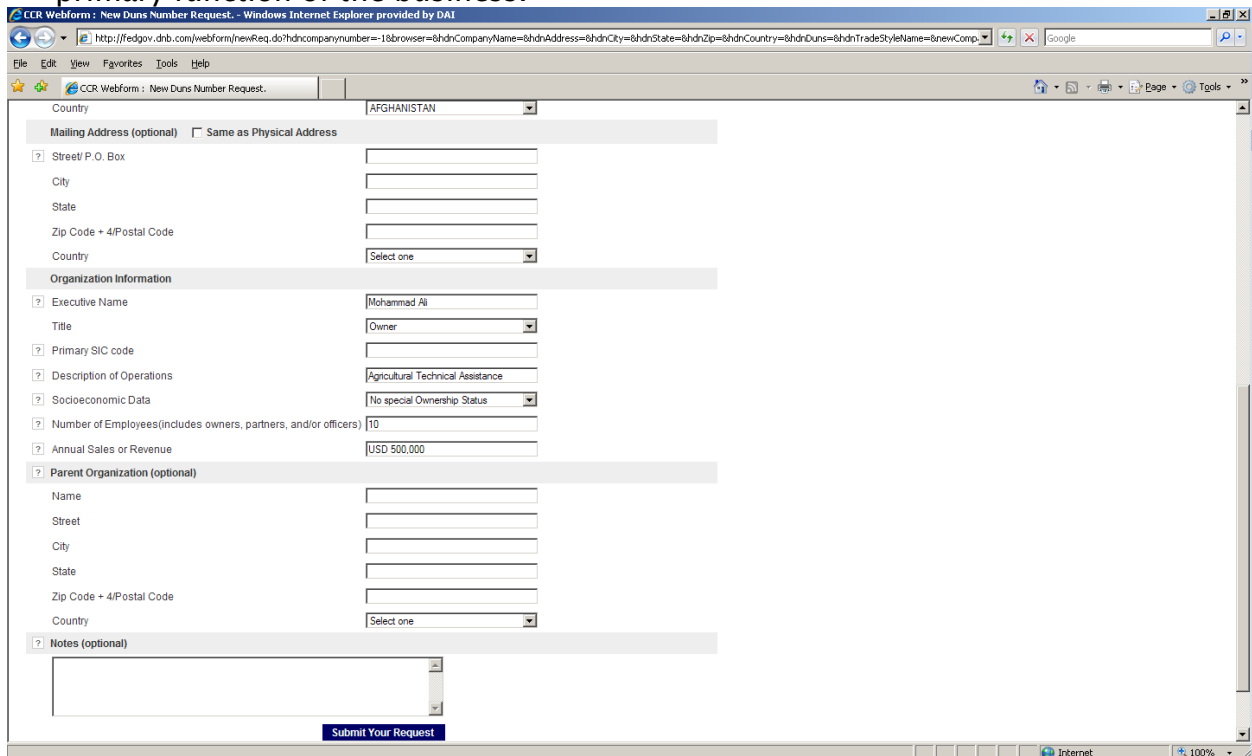 primary function of the business.
CCR Webform : New Duns Number Request. - Windows Internet Explorer provided by DAI
http://fedgov.dnb.com/webform/newReq.do?hdncompanynumber=-1&browser=&hdnCompanyName=&hdnAddress=&hdnCity=&hdnState=&hdnZip=&hdnCountry=&hdnDuns=&hdnTradeStyleName=&newComp Google
File Edit View Favorites Tools Help
CCR Webform : New Duns Number Request. Page Tools »
Country AFGHANISTAN
Mailing Address (optional) Same as Physical Address
? Street/ P.O. Box
City
State
Zip Code + 4/Postal Code
Country Select one
Organization Information
? Executive Name Mohammad Ali
Title Owner
? Primary SIC code
? Description of Operations Agricultural Technical Assistance
? Socioeconomic Data No special Ownership Status
? Number of Employees(includes owners, partners, and/or officers) 10
? Annual Sales or Revenue USD 500,000
? Parent Organization (optional)
Name
Street
City
State
Zip Code + 4/Postal Code
Country Select one
? Notes (optional)
Submit Your Request
Internet 100%